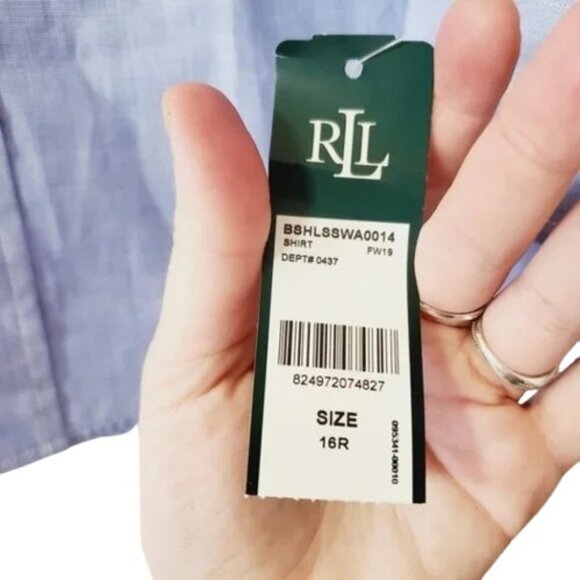 RLL
BSHLSSWA0014
SHIRT FW19
DEPT# 0437
824972074827
SIZE
16R
095341-00010